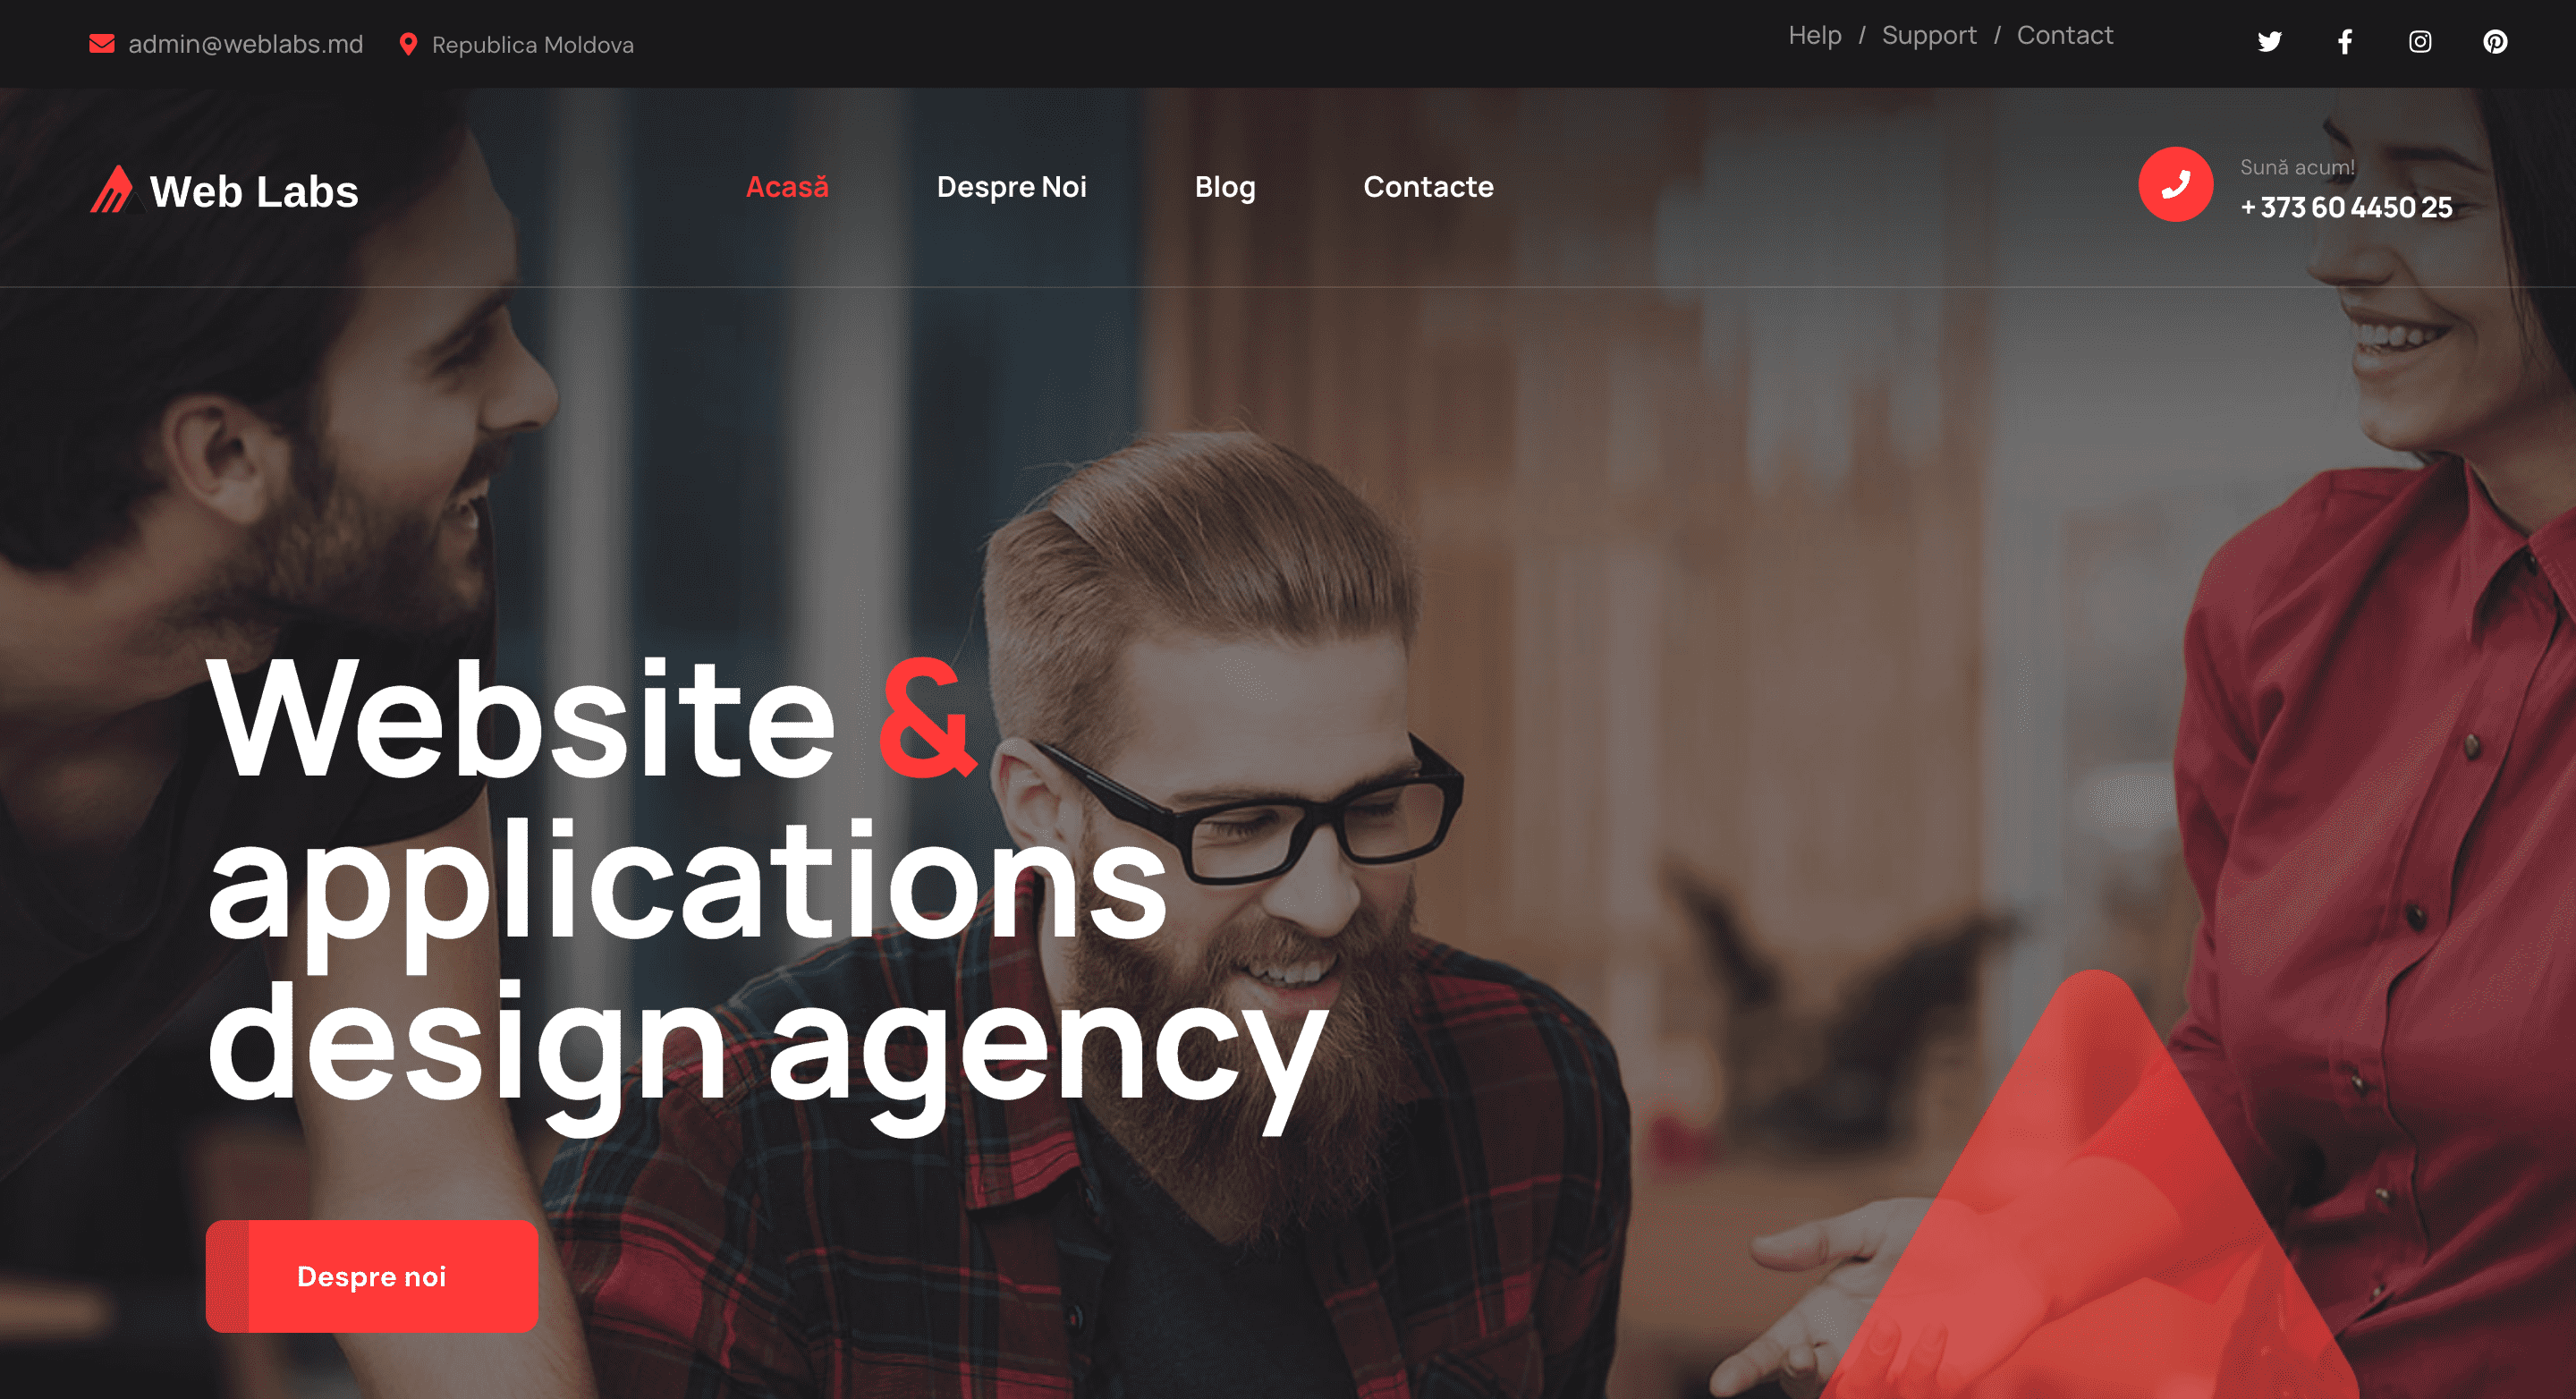 admin@weblabs.md Republica Moldova
Help / Support / Contact
Web Labs
Acasă Despre Noi Blog Contacte
Sună acum!
+ 373 60 4450 25
Website &
applications
design agency
Despre noi